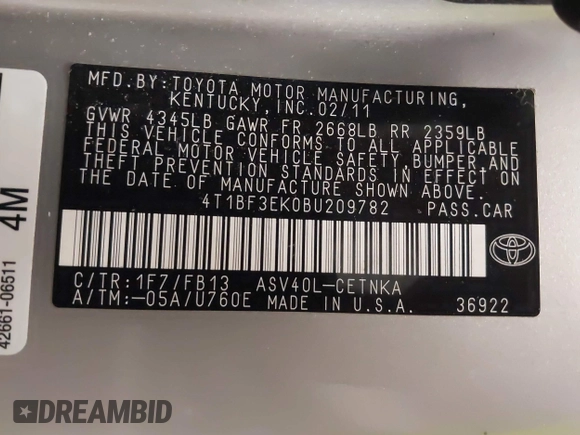 MFD.BY:TOYOTA MOTOR MANUFACTURING,
KENTUCKY,INC.02/11
GVWR 4345LB GAWR FR 2668LB RR 2359LB
THIS VEHICLE CONFORMS TO ALL APPLICABLE
FEDERAL MOTOR VEHICLE SAFETY,BUMPER AND
THEFT PREVENTION STANDARDS IN EFFECT ON
THE DATE OF MANUFACTURE SHOWN ABOVE.
4T1BF3EK0BU209782 PASS.CAR
C/TR:1F7/FB13 ASV40L-CETNKA
A/TM:-05A/U760E MADE IN U.S.A. 36922
4M
42661-06511
DREAMBID